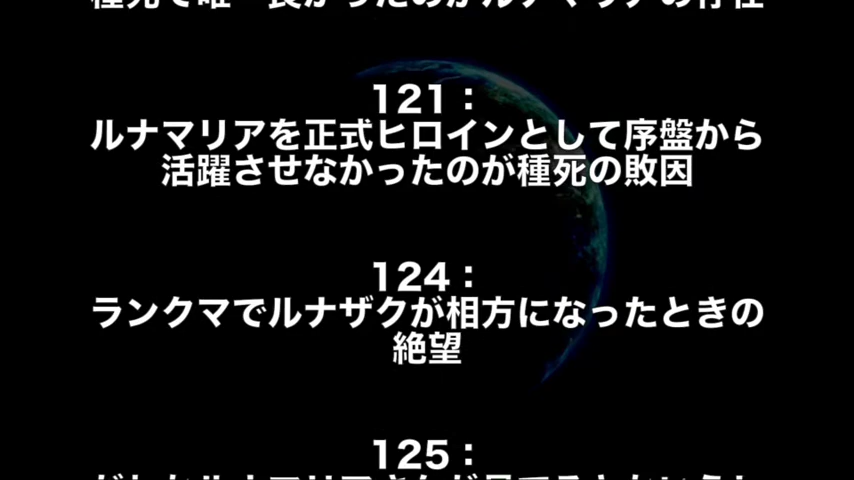 121：
ルナマリアを正式ヒロインとして序盤から
活躍させなかったのが種死の敗因
124：
ランクマでルナザクが相方になったときの
絶望
125：